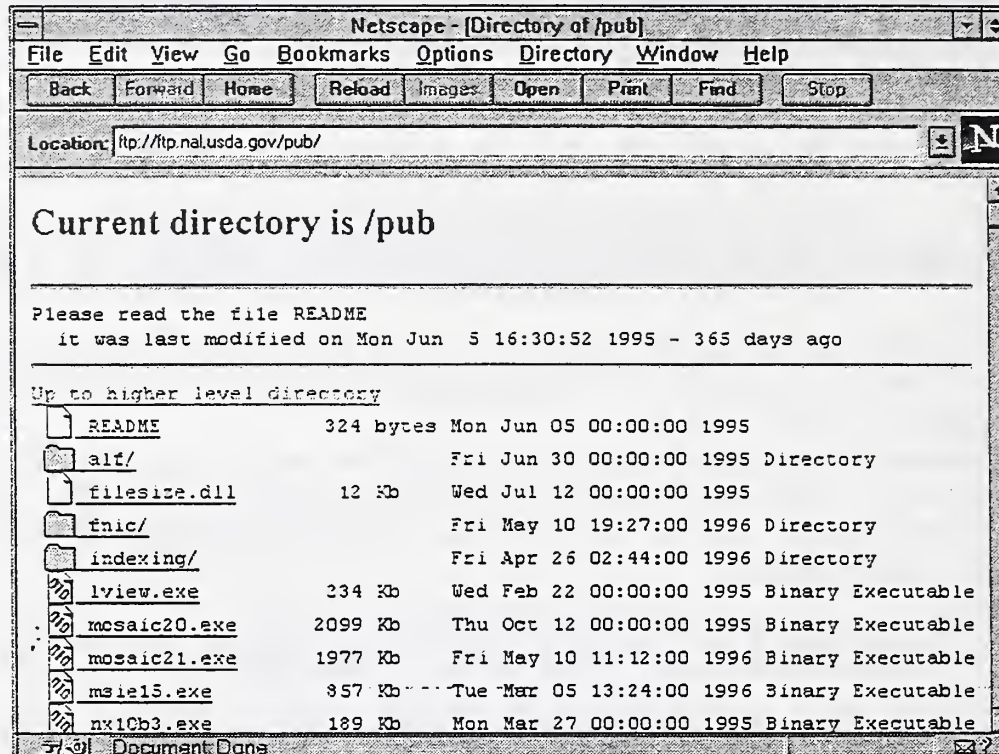 Netscape - [Directory of /pub]
File Edit View Go Bookmarks Options Directory Window Help
Back Forward Home Reload Images Open Print Find Stop
Location: ftp://ftp.nal.usda.gov/pub/
N
Current directory is /pub
Please read the file README
it was last modified on Mon Jun 5 16:30:52 1995 - 365 days ago
Up to higher level directory
README 324 bytes Mon Jun 05 00:00:00 1995
alf/ Fri Jun 30 00:00:00 1995 Directory
filesize.dll 12 Kb Wed Jul 12 00:00:00 1995
fnic/ Fri May 10 19:27:00 1996 Directory
indexing/ Fri Apr 26 02:44:00 1996 Directory
lview.exe 234 Kb Wed Feb 22 00:00:00 1995 Binary Executable
mosaic20.exe 2099 Kb Thu Oct 12 00:00:00 1995 Binary Executable
mosaic21.exe 1977 Kb Fri May 10 11:12:00 1996 Binary Executable
msie15.exe 857 Kb Tue Mar 05 13:24:00 1996 Binary Executable
nx10b3.exe 189 Kb Mon Mar 27 00:00:00 1995 Binary Executable
Document: Done